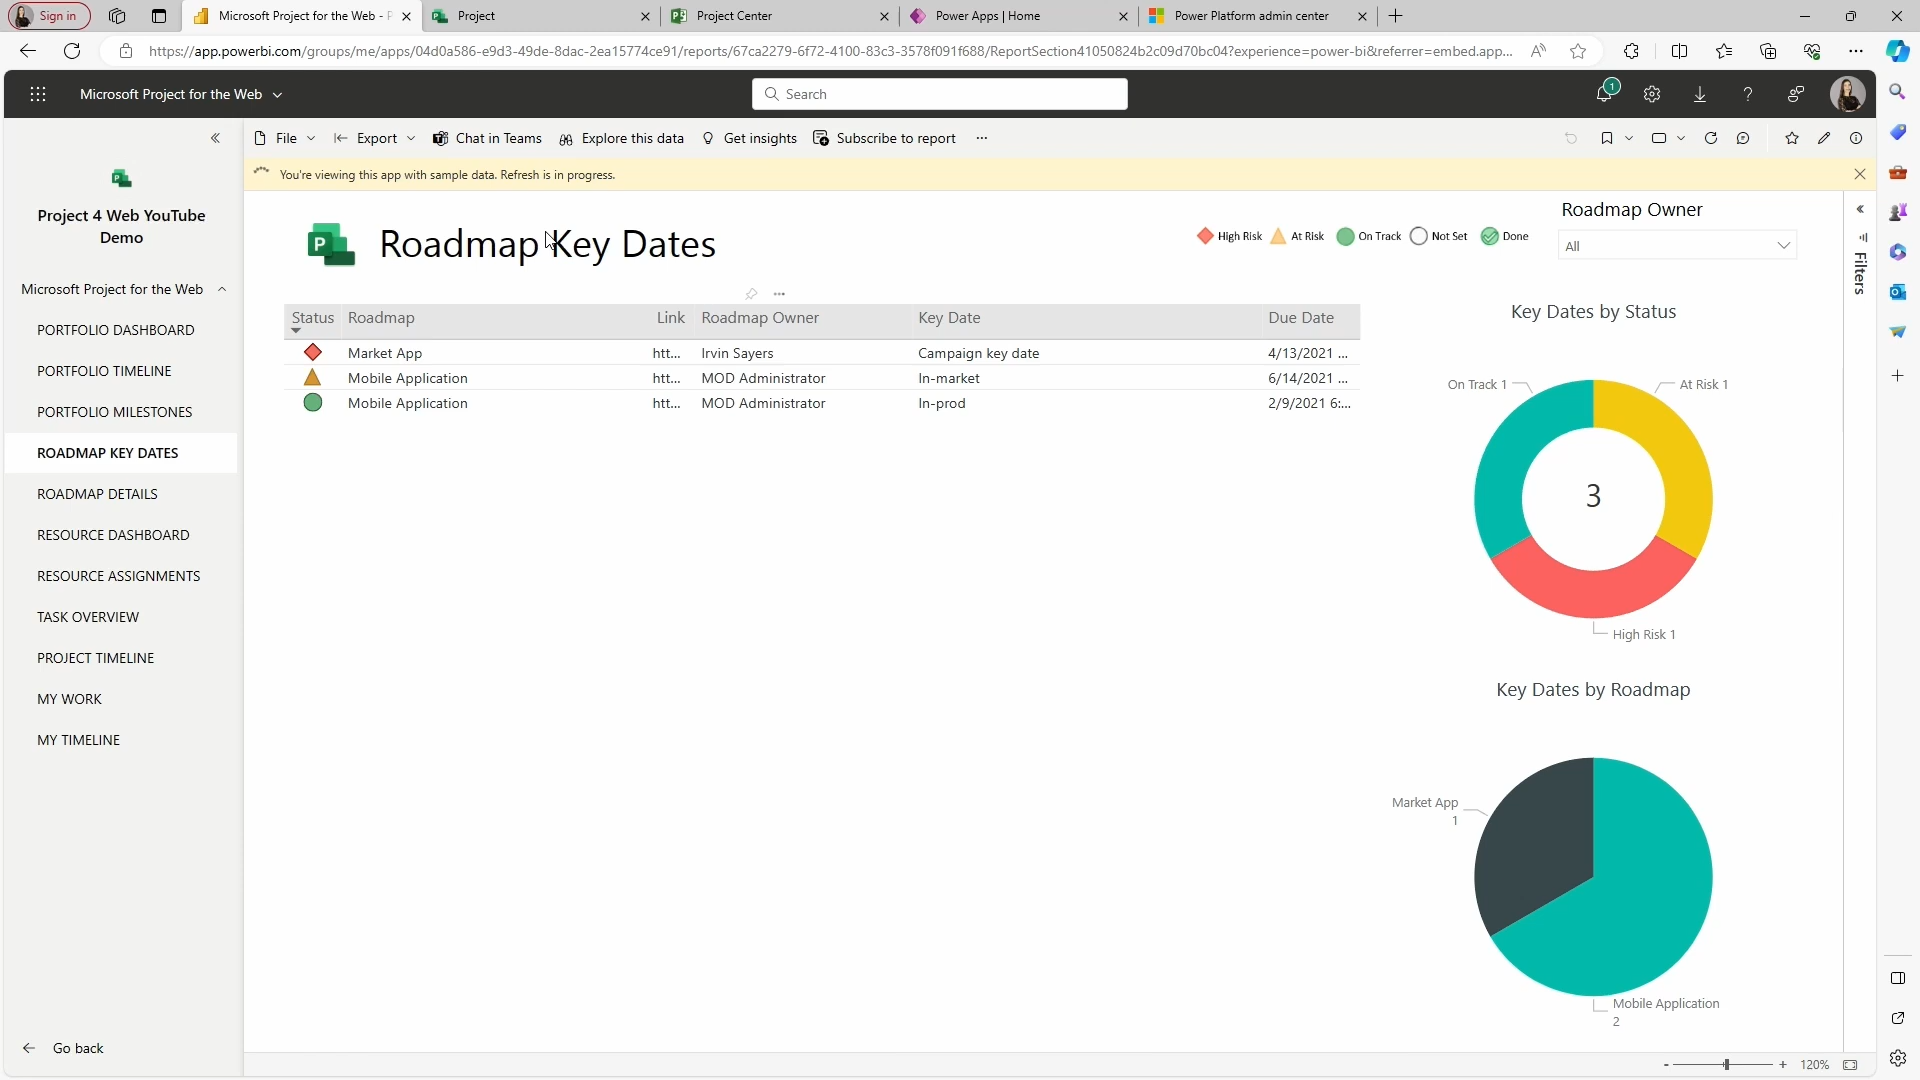 Sign in
Microsoft Project for the Web - P
Project
Project Center
Power Apps | Home
Power Platform admin center
https://app.powerbi.com/groups/me/apps/04d0a586-e9d3-49de-8dac-2ea15774ce91/reports/67ca2279-6f72-4100-83c3-3578f091f688/ReportSection41050824b2c09d70bc04?experience=power-bi&referrer=embed.app...
Microsoft Project for the Web
Search
1
File
Export
Chat in Teams
Explore this data
Get insights
Subscribe to report
You're viewing this app with sample data. Refresh is in progress.
Project 4 Web YouTube
Demo
Microsoft Project for the Web
PORTFOLIO DASHBOARD
PORTFOLIO TIMELINE
PORTFOLIO MILESTONES
ROADMAP KEY DATES
ROADMAP DETAILS
RESOURCE DASHBOARD
RESOURCE ASSIGNMENTS
TASK OVERVIEW
PROJECT TIMELINE
MY WORK
MY TIMELINE
Go back
P
Roadmap Key Dates
High Risk
At Risk
On Track
Not Set
Done
Roadmap Owner
All
Filters
Status Roadmap Link Roadmap Owner Key Date Due Date
Market App htt... Irvin Sayers Campaign key date 4/13/2021 ...
Mobile Application htt... MOD Administrator In-market 6/14/2021 ...
Mobile Application htt... MOD Administrator In-prod 2/9/2021 6:...
Key Dates by Status
On Track 1
At Risk 1
3
High Risk 1
Key Dates by Roadmap
Market App
1
Mobile Application
2
- + 120%